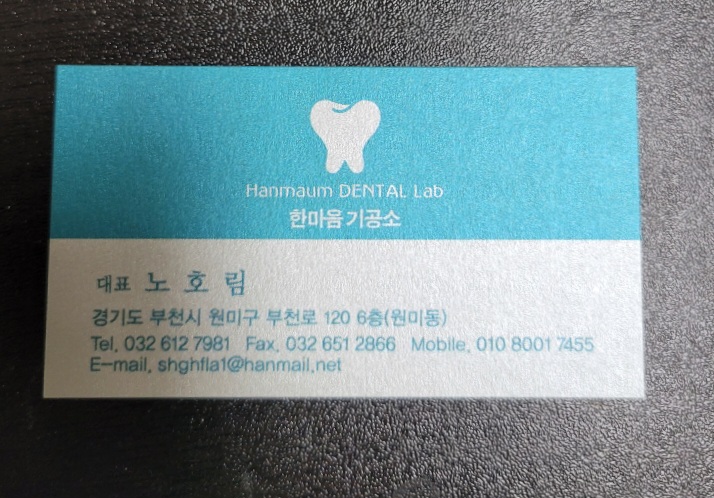 Hanmaum DENTAL Lab
한마음 기공소
대표 노 호 림
경기도 부천시 원미구 부천로 120 6층(원미동)
Tel. 032 612 7981 Fax. 032 651 2866 Mobile. 010 8001 7455
E-mail. shghfla1@hanmail.net